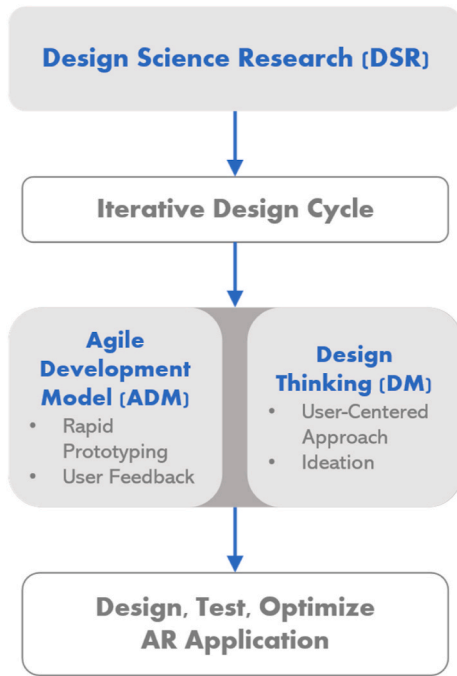 Design Science Research (DSR)
Iterative Design Cycle
Agile
Development
Model (ADM)
• Rapid
Prototyping
• User Feedback
Design
Thinking (DM)
• User-Centered
Approach
• Ideation
Design, Test, Optimize
AR Application